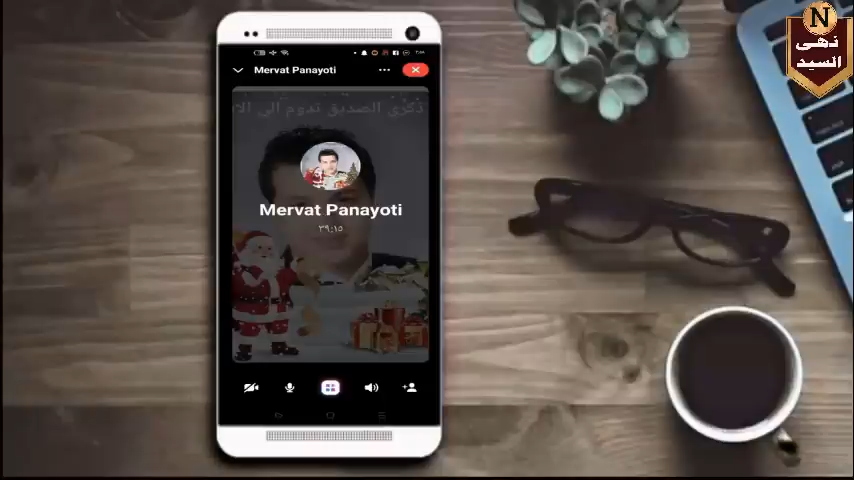 Mervat Panayoti
ذكرى الصديق تدوم الى الا
Mervat Panayoti
٣٩:١٥
N
نهى
السيد